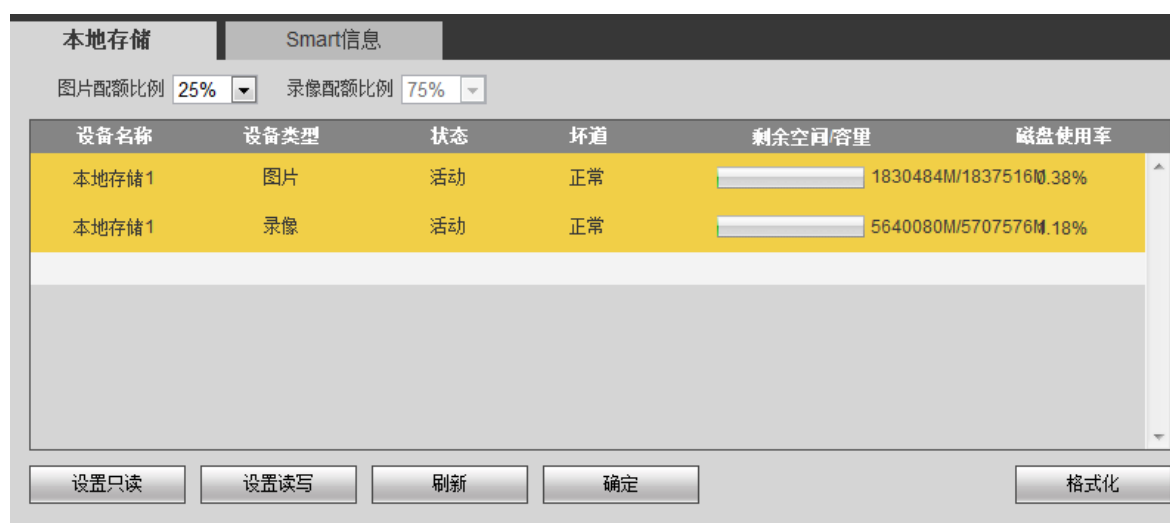 本地存储 Smart信息
图片配额比例 25% 录像配额比例 75%
设备名称 设备类型 状态 坏道 剩余空间/容里 磁盘使用率
本地存储1 图片 活动 正常 1830484M/1837516M 0.38%
本地存储1 录像 活动 正常 5640080M/5707576M 1.18%
设置只读 设置读写 刷新 确定 格式化